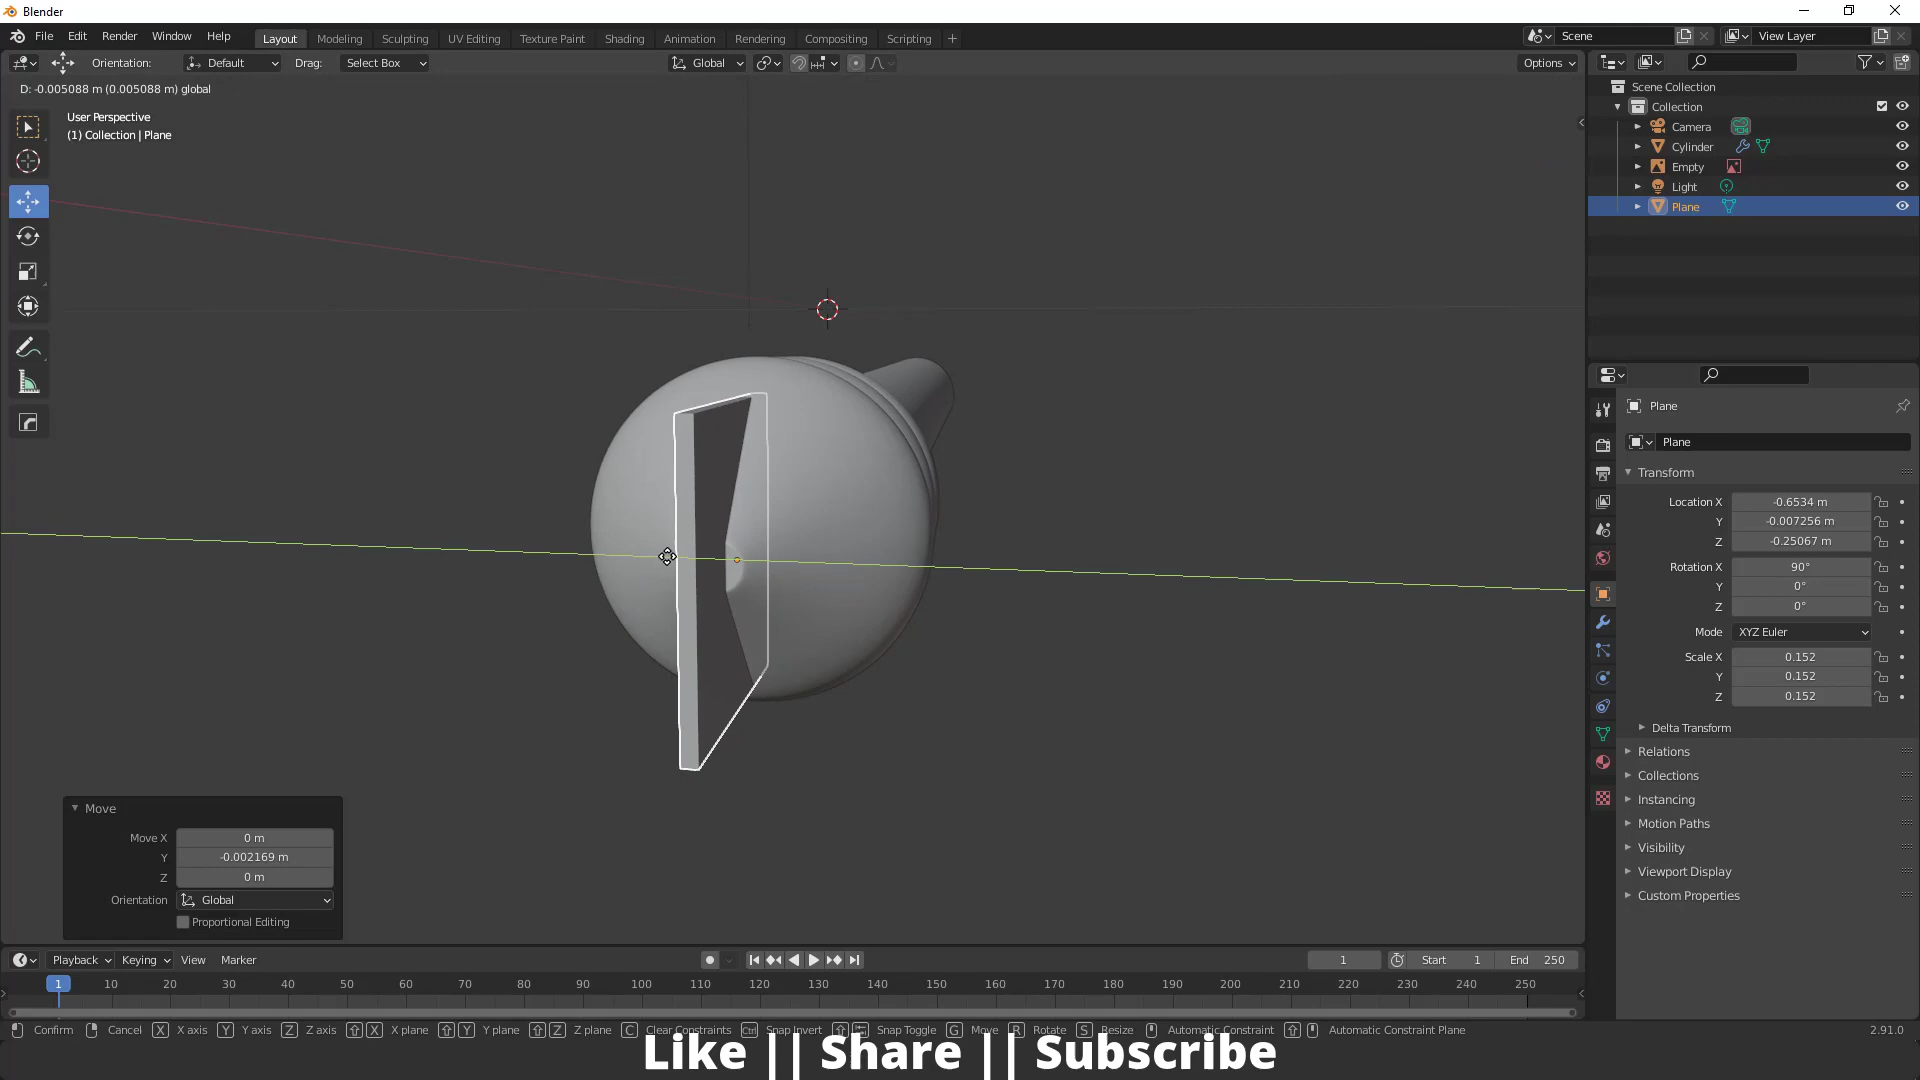 Blender
File Edit Render Window Help
Layout Modeling Sculpting UV Editing Texture Paint Shading Animation Rendering Compositing Scripting +
Scene
View Layer
Orientation: Default Drag: Select Box
Global
Options
D: -0.005088 m (0.005088 m) global
User Perspective
(1) Collection | Plane
Scene Collection
Collection
Camera
Cylinder
Empty
Light
Plane
Plane
Plane
Transform
Location X -0.6534 m
Y -0.007256 m
Z -0.25067 m
Rotation X 90°
Y 0°
Z 0°
Mode XYZ Euler
Scale X 0.152
Y 0.152
Z 0.152
Delta Transform
Relations
Collections
Instancing
Motion Paths
Visibility
Viewport Display
Custom Properties
Move
Move X 0 m
Y -0.002169 m
Z 0 m
Orientation Global
Proportional Editing
Playback Keying View Marker
1 Start 1 End 250
1 10 20 30 40 50 60 70 80 90 100 110 120 130 140 150 160 170 180 190 200 210 220 230 240 250
Confirm Cancel X X axis Y Y axis Z Z axis X X plane Y Y plane Z Z plane C Clear Constraints Ctrl Snap Invert Snap Toggle G Move R Rotate S Resize Automatic Constraint Automatic Constraint Plane 2.91.0
Like || Share || Subscribe